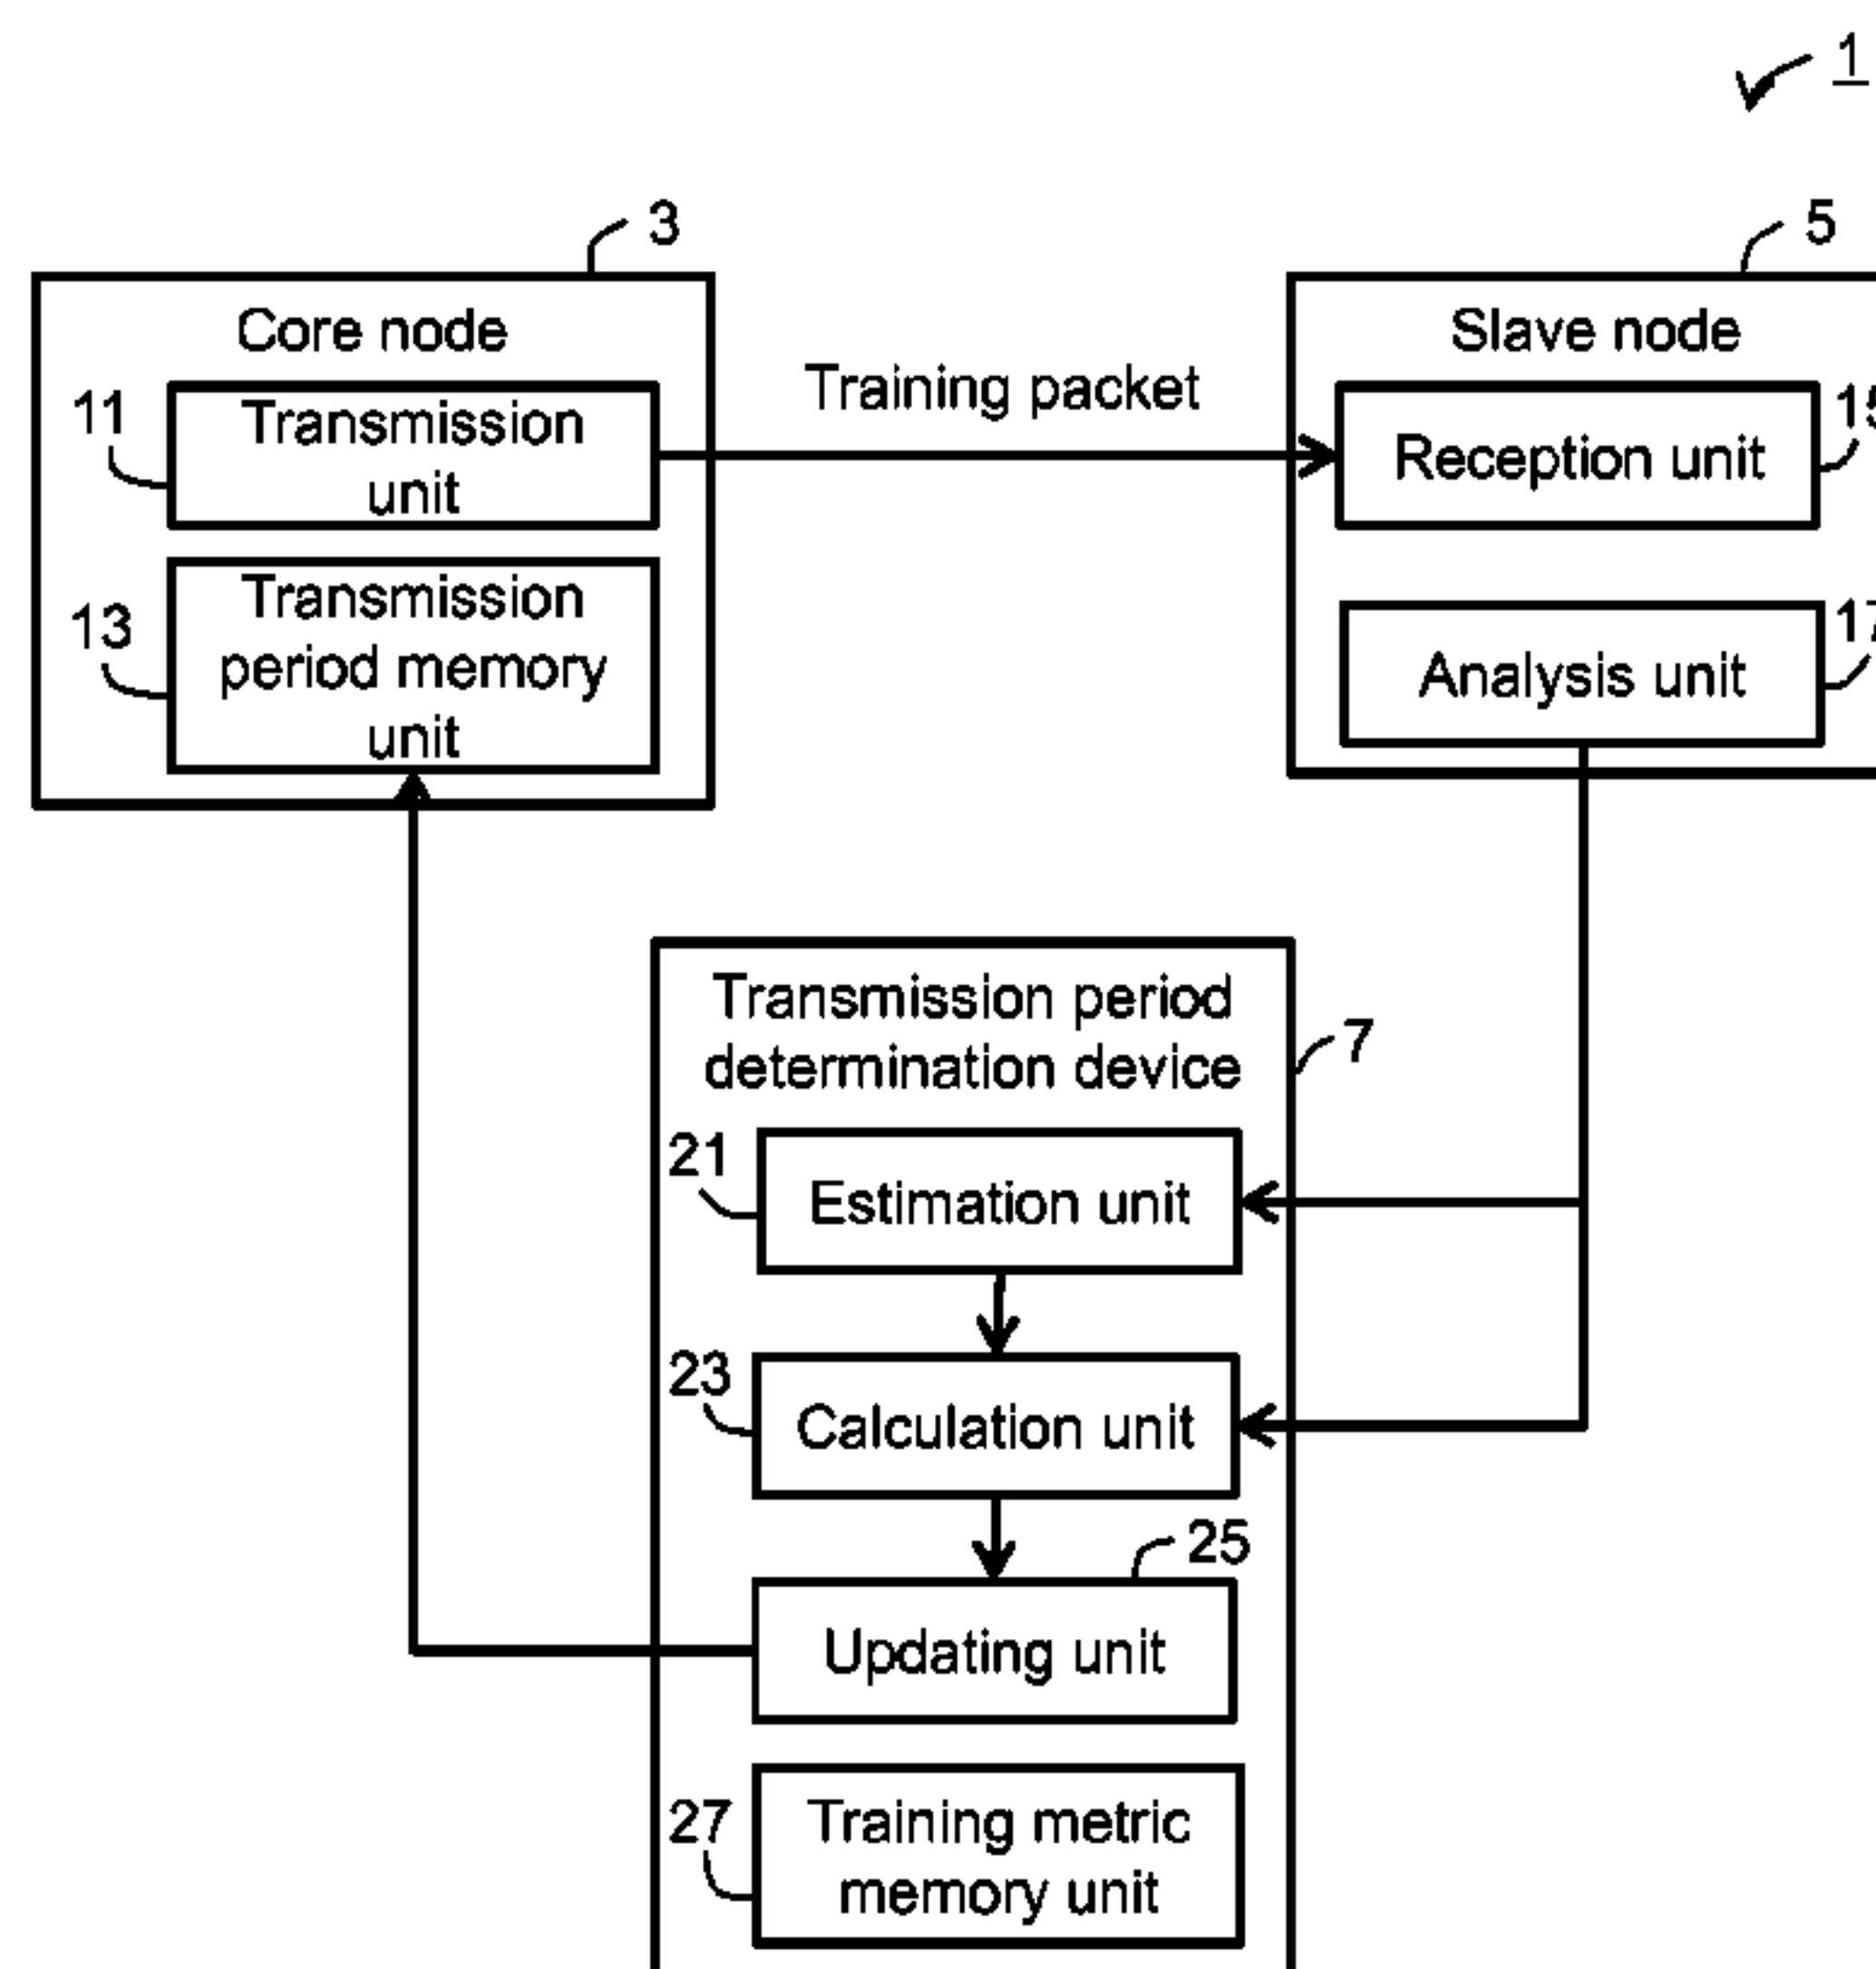 1
3
5
Core node
Slave node
Training packet
11
Transmission
unit
Reception unit
13
Transmission
period memory
unit
Analysis unit
Transmission period
determination device
7
21
Estimation unit
23
Calculation unit
25
Updating unit
27
Training metric
memory unit